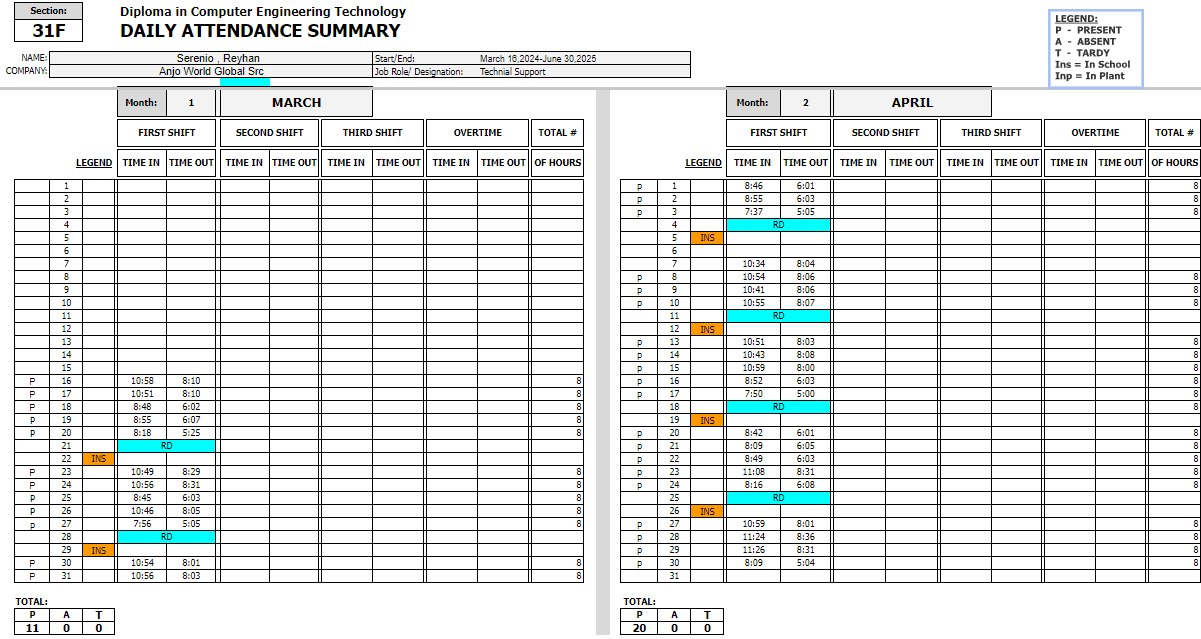 Section:
31F
Diploma in Computer Engineering Technology
DAILY ATTENDANCE SUMMARY
LEGEND:
P - PRESENT
A - ABSENT
T - TARDY
Ins = In School
Inp = In Plant
NAME: Serenio , Reyhan Start/End: March 16,2024-June 30,2025
COMPANY: Anjo World Global Src Job Role/ Designation: Technial Support
Month: 1 MARCH
FIRST SHIFT SECOND SHIFT THIRD SHIFT OVERTIME TOTAL #
LEGEND TIME IN TIME OUT TIME IN TIME OUT TIME IN TIME OUT TIME IN TIME OUT OF HOURS
1
2
3
4
5
6
7
8
9
10
11
12
13
14
15
P 16 10:58 8:10 8
P 17 10:51 8:10 8
P 18 8:48 6:02 8
P 19 8:55 6:07 8
P 20 8:18 5:25 8
21 RD
22 INS
P 23 10:49 8:29 8
P 24 10:56 8:31 8
P 25 8:45 6:03 8
P 26 10:46 8:05 8
p 27 7:56 5:05 8
28 RD
29 INS
P 30 10:54 8:01 8
P 31 10:56 8:03 8
TOTAL:
P A T
11 0 0
Month: 2 APRIL
FIRST SHIFT SECOND SHIFT THIRD SHIFT OVERTIME TOTAL #
LEGEND TIME IN TIME OUT TIME IN TIME OUT TIME IN TIME OUT TIME IN TIME OUT OF HOURS
p 1 8:46 6:01 8
p 2 8:55 6:03 8
p 3 7:37 5:05 8
4 RD
5 INS
6
7 10:34 8:04
p 8 10:54 8:06 8
p 9 10:41 8:06 8
p 10 10:55 8:07 8
11 RD
12 INS
p 13 10:51 8:03 8
p 14 10:43 8:08 8
p 15 10:59 8:00 8
p 16 8:52 6:03 8
p 17 7:50 5:00 8
18 RD 8
19 INS
p 20 8:42 6:01 8
p 21 8:09 6:05 8
p 22 8:49 6:03 8
p 23 11:08 8:31 8
p 24 8:16 6:08 8
25 RD
26 INS
p 27 10:59 8:01 8
p 28 11:24 8:36 8
p 29 11:26 8:31 8
p 30 8:09 5:04 8
31
TOTAL:
P A T
20 0 0